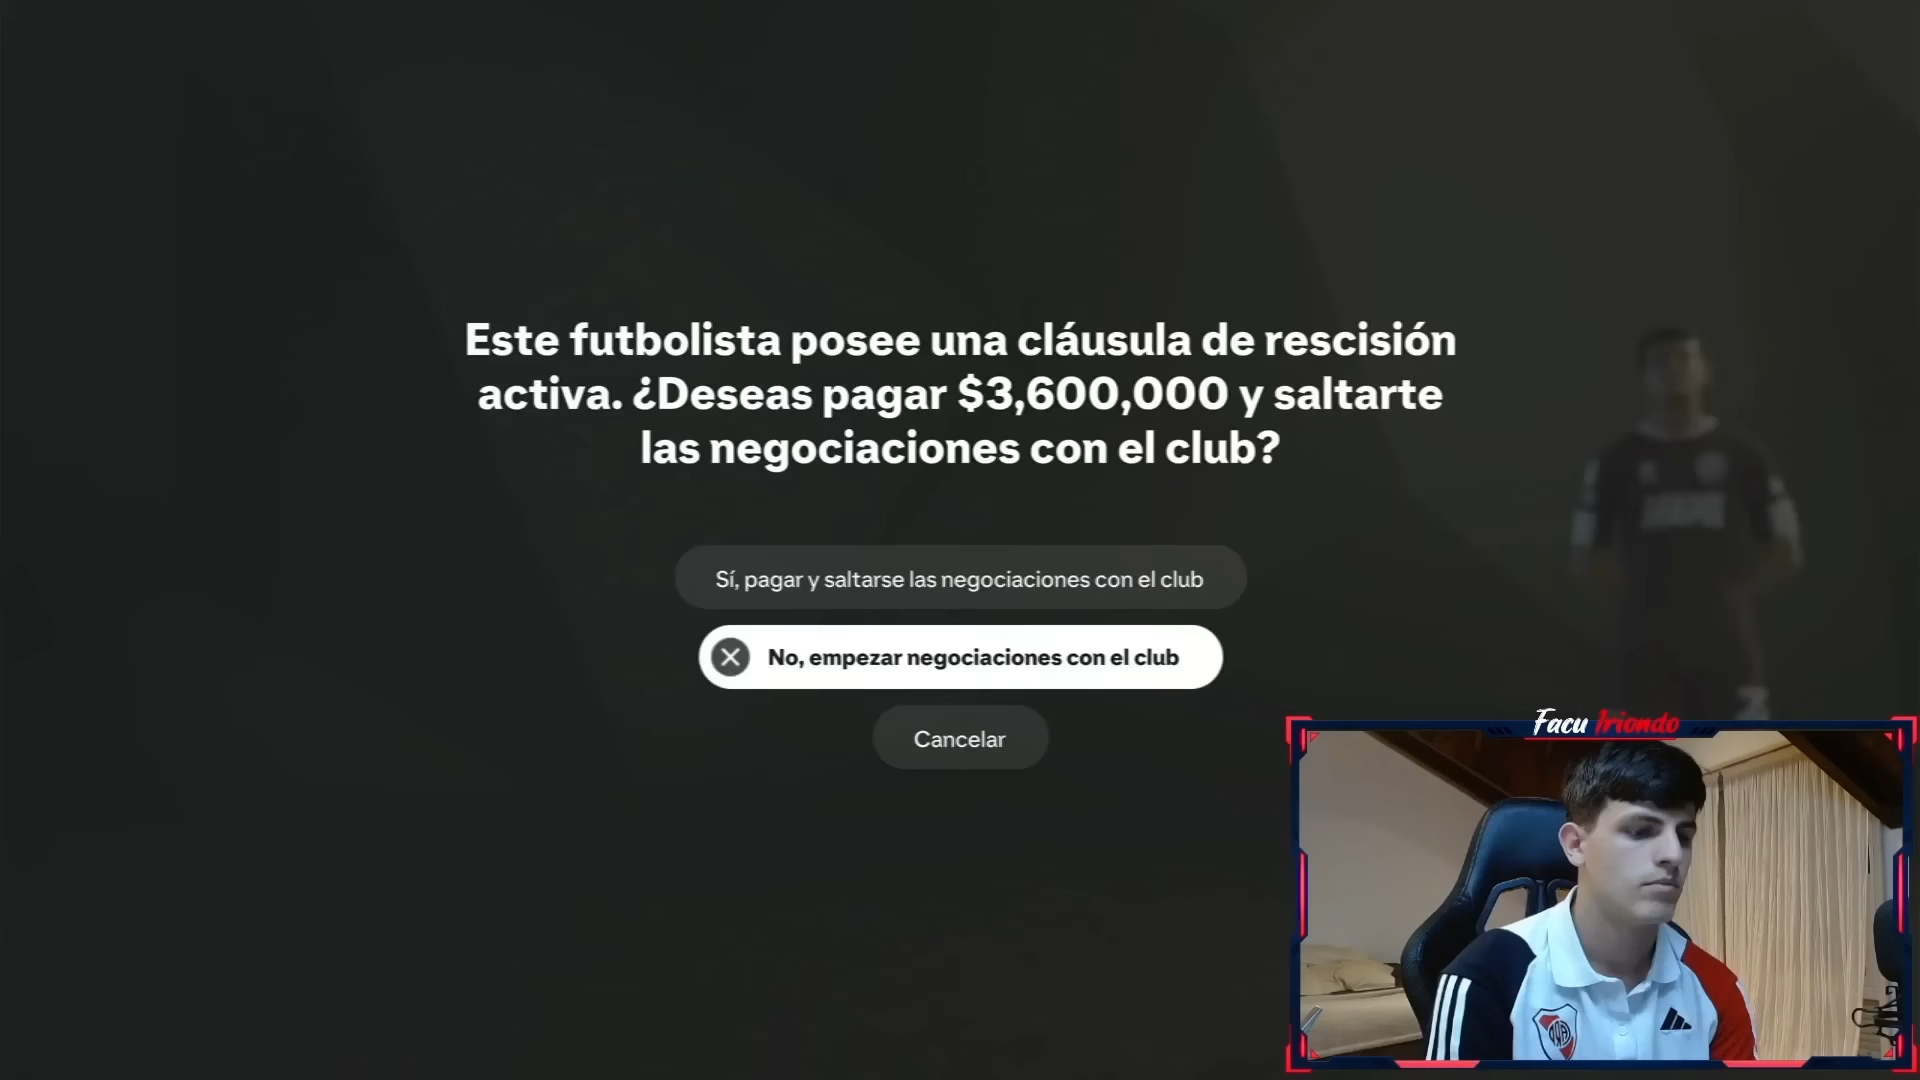 Este futbolista posee una cláusula de rescisión
activa. ¿Deseas pagar $3,600,000 y saltarte
las negociaciones con el club?
Sí, pagar y saltarse las negociaciones con el club
No, empezar negociaciones con el club
Cancelar
Facu Iriondo